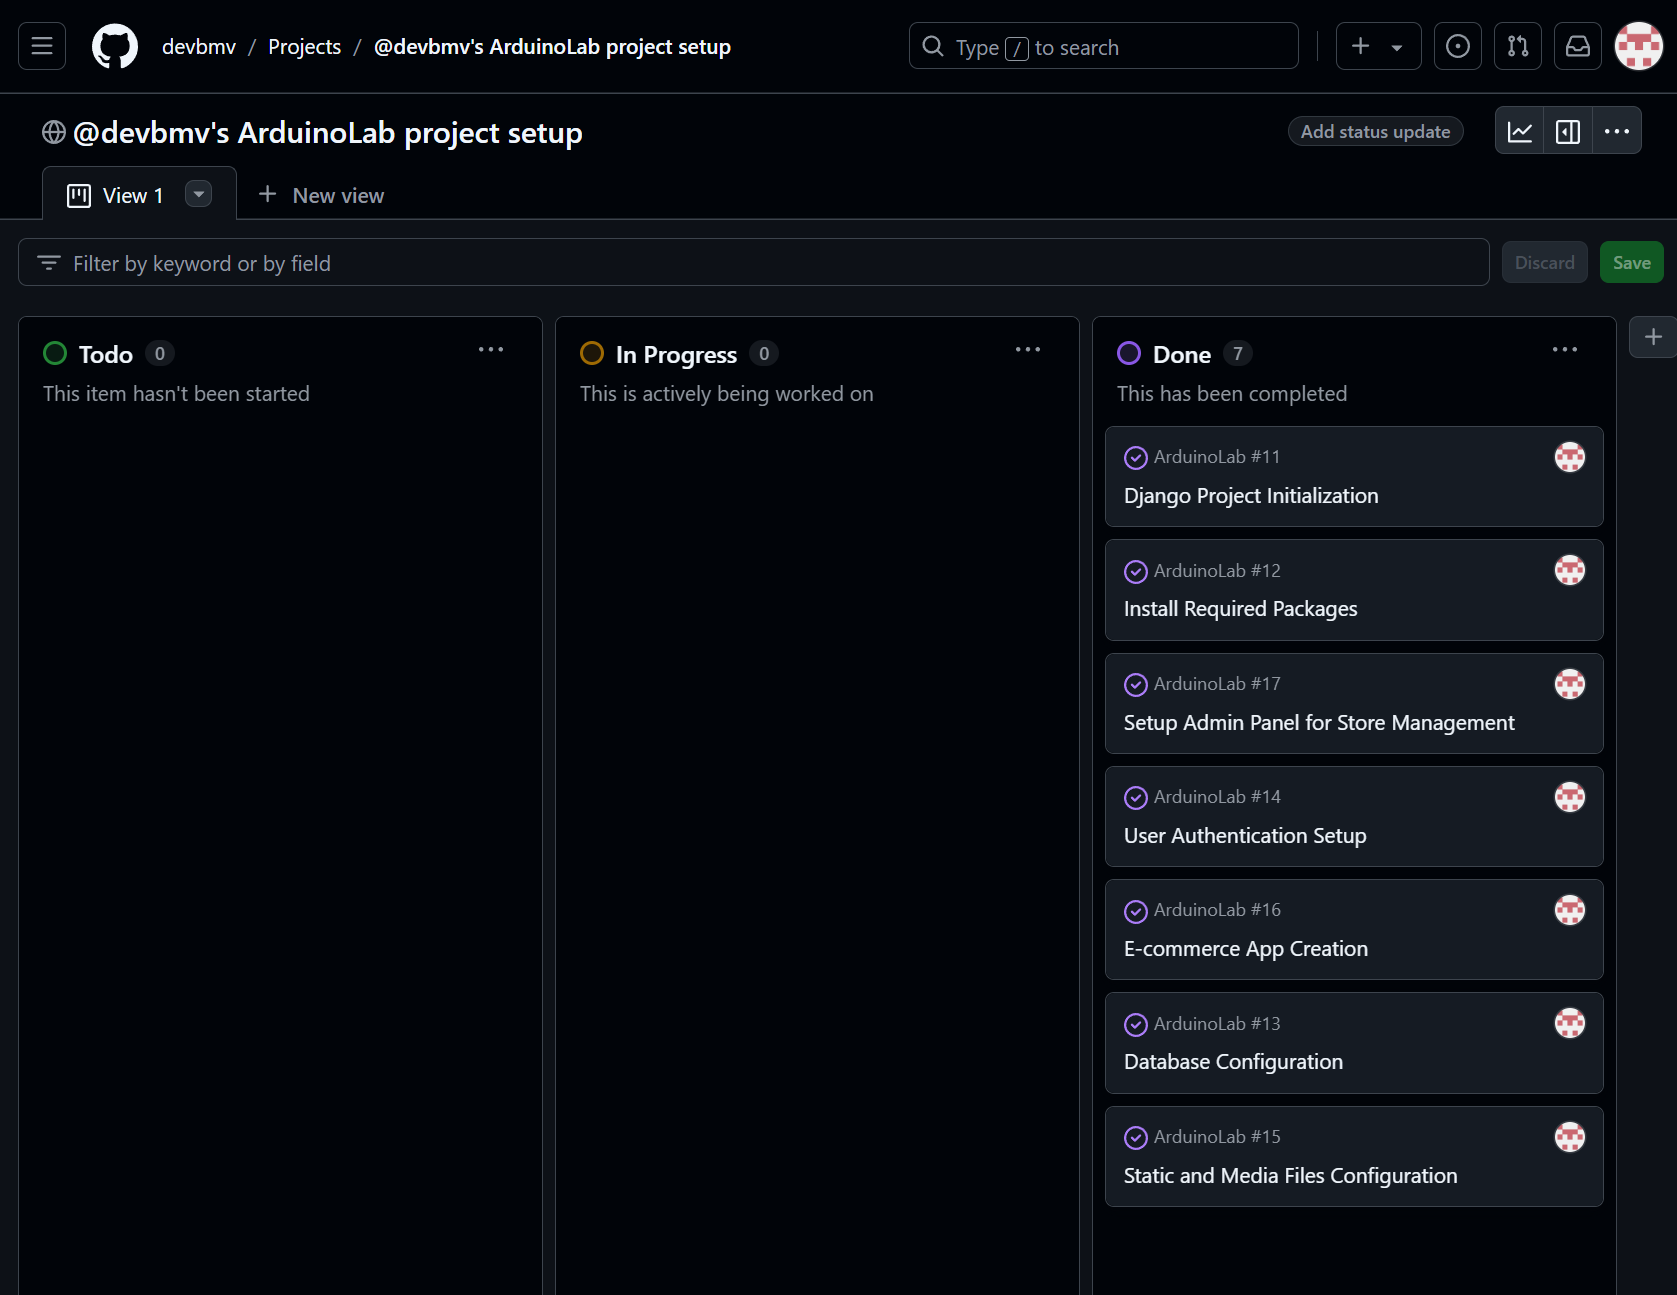 devbmv / Projects / @devbmv's ArduinoLab project setup
Type / to search
@devbmv's ArduinoLab project setup
Add status update
View 1
New view
Filter by keyword or by field
Discard
Save
Todo 0
This item hasn't been started
In Progress 0
This is actively being worked on
Done 7
This has been completed
ArduinoLab #11
Django Project Initialization
ArduinoLab #12
Install Required Packages
ArduinoLab #17
Setup Admin Panel for Store Management
ArduinoLab #14
User Authentication Setup
ArduinoLab #16
E-commerce App Creation
ArduinoLab #13
Database Configuration
ArduinoLab #15
Static and Media Files Configuration